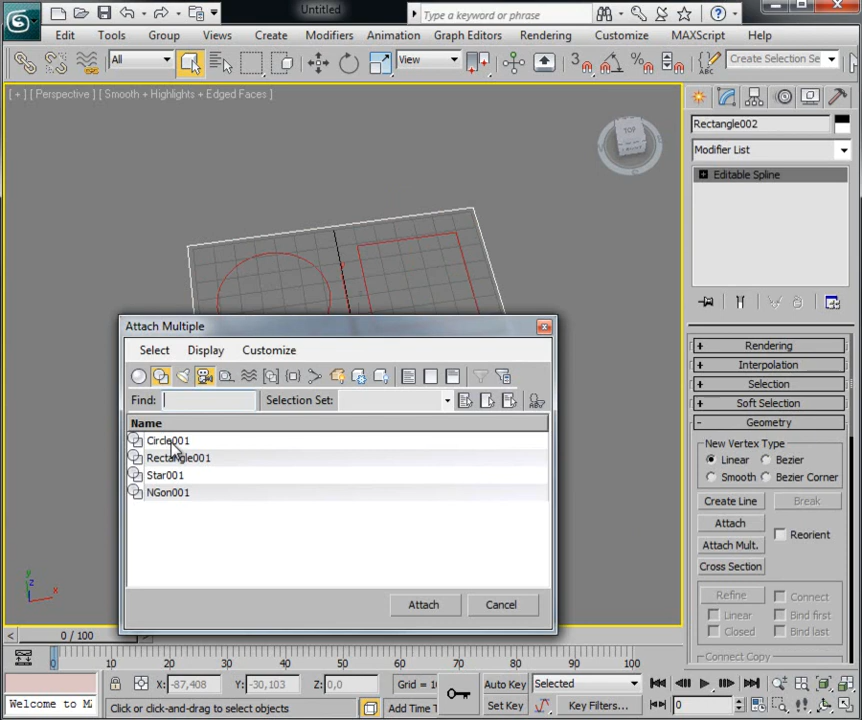 Untitled
Type a keyword or phrase
Edit Tools Group Views Create Modifiers Animation Graph Editors Rendering Customize MAXScript Help
All
View
Create Selection Se
[ + ] [ Perspective ] [ Smooth + Highlights + Edged Faces ]
TOP
Rectangle002
Modifier List
Editable Spline
Attach Multiple
Select Display Customize
Find:
Selection Set:
Name
Circle001
Rectangle001
Star001
NGon001
Attach
Cancel
+ Rendering
+ Interpolation
+ Selection
+ Soft Selection
- Geometry
New Vertex Type
Linear Bezier
Smooth Bezier Corner
Create Line Break
Attach
Reorient
Attach Mult.
Cross Section
Refine Connect
Linear Bind first
Closed Bind last
Connect Copy
y
z
x
< 0 / 100 >
0 10 20 30 40 50 60 70 80 90 100
X: -87,408 Y: -30,103 Z: 0,0
Grid = 1
Auto Key Selected
Welcome to M
Click or click-and-drag to select objects
Add Time T
Set Key Key Filters...
0